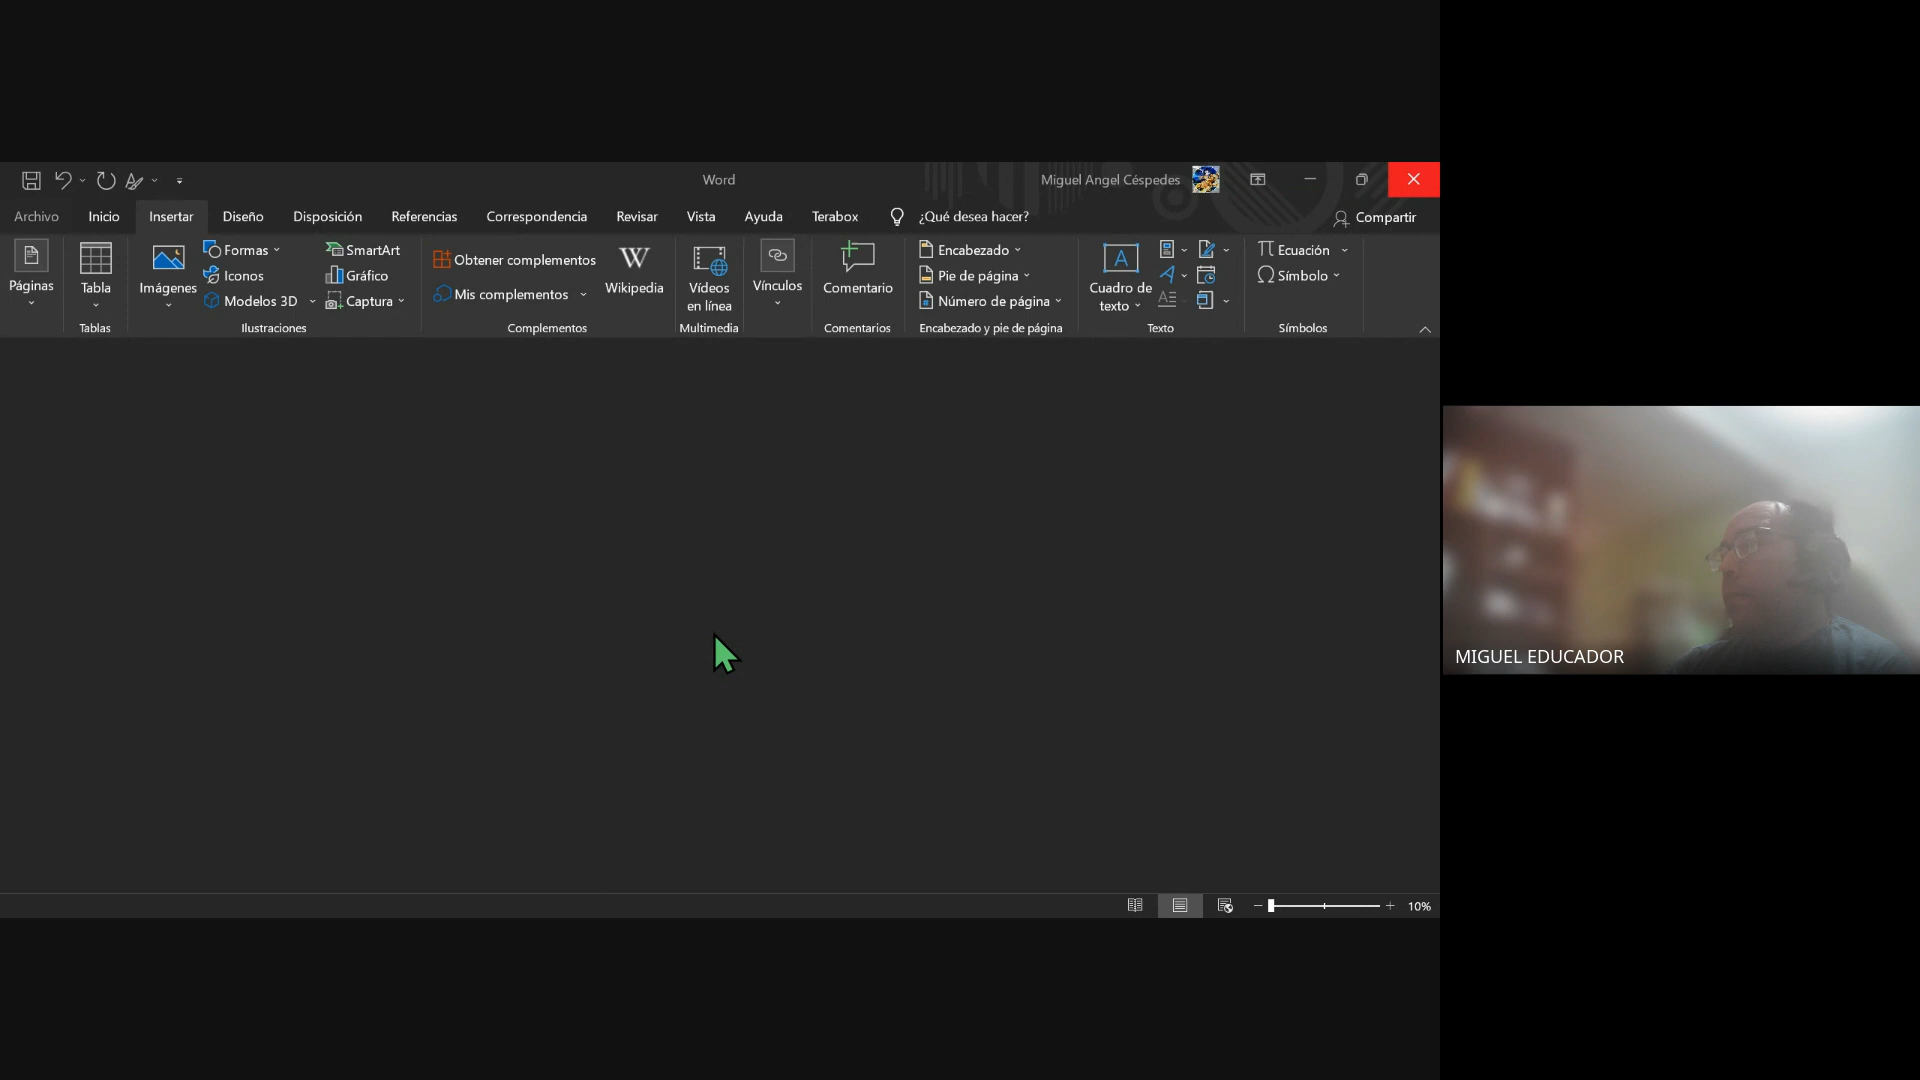 Word
Miguel Angel Céspedes
Archivo Inicio Insertar Diseño Disposición Referencias Correspondencia Revisar Vista Ayuda Terabox ¿Qué desea hacer? Compartir
Páginas
Tabla
Tablas
Imágenes
Formas
Iconos
Modelos 3D
SmartArt
Gráfico
Captura
Ilustraciones
Obtener complementos
Mis complementos
W
Wikipedia
Complementos
Vídeos
en línea
Multimedia
Vínculos
Comentario
Comentarios
Encabezado
Pie de página
Número de página
Encabezado y pie de página
A
Cuadro de
texto
Texto
Ecuación
Símbolo
Símbolos
10%
MIGUEL EDUCADOR